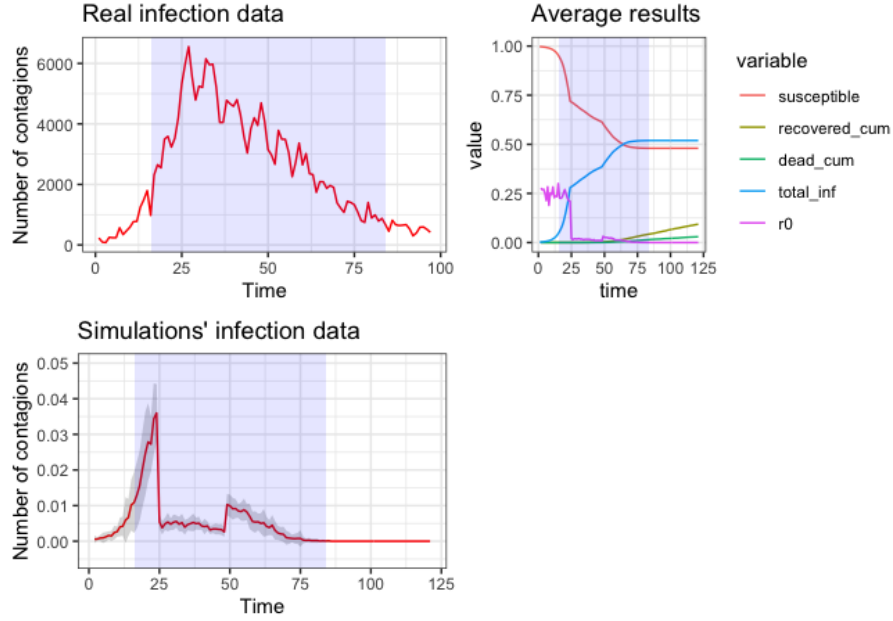 Real infection data
Number of contagions
6000
4000
2000
0
0
25
50
75
100
Time
Average results
value
1.00
0.75
0.50
0.25
0.00
0
25
50
75
100
125
time
variable
susceptible
recovered_cum
dead_cum
total_inf
r0
Simulations' infection data
Number of contagions
0.05
0.04
0.03
0.02
0.01
0.00
0
25
50
75
100
125
Time